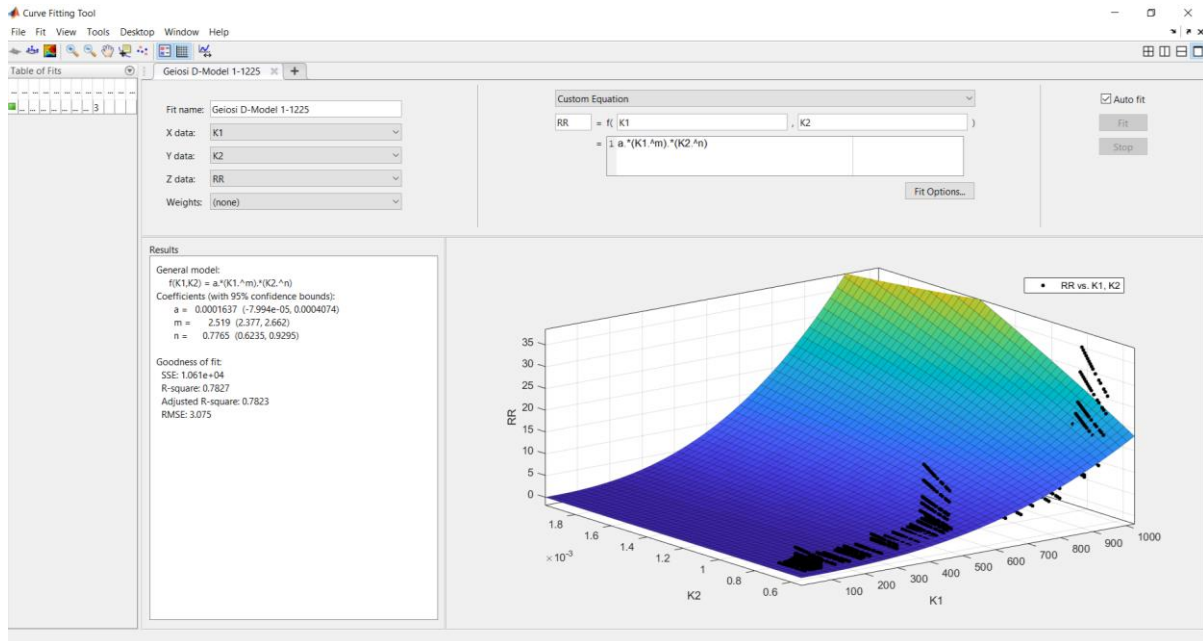 Curve Fitting Tool
File Fit View Tools Desktop Window Help
Table of Fits
Geiosi D-Model 1-1225
3
Fit name: Geiosi D-Model 1-1225
X data: K1
Y data: K2
Z data: RR
Weights: (none)
Custom Equation
RR = f( K1 , K2 )
= 1 a.*(K1.^m).*(K2.^n)
Fit Options...
Auto fit
Fit
Stop
Results
General model:
f(K1,K2) = a.*(K1.^m).*(K2.^n)
Coefficients (with 95% confidence bounds):
a = 0.0001637 (-7.994e-05, 0.0004074)
m = 2.519 (2.377, 2.662)
n = 0.7765 (0.6235, 0.9295)
Goodness of fit:
SSE: 1.061e+04
R-square: 0.7827
Adjusted R-square: 0.7823
RMSE: 3.075
RR vs. K1, K2
35
30
25
20
15
10
5
0
RR
1.8
1.6
1.4
1.2
1
0.8
0.6
× 10-3
K2
100
200
300
400
500
600
700
800
900
1000
K1